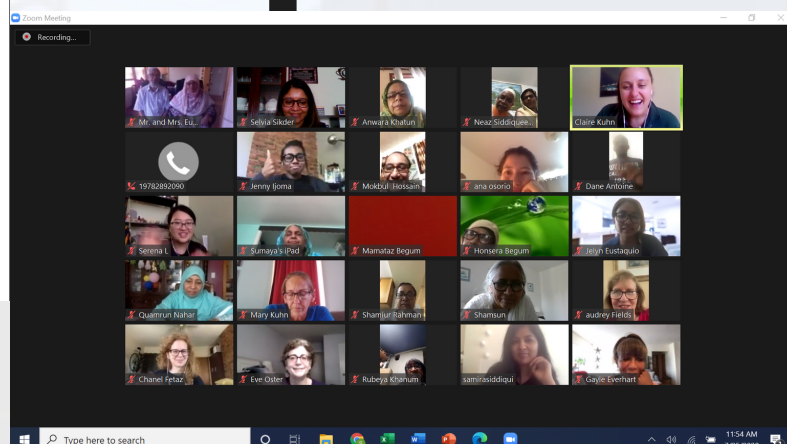 Zoom Meeting
Recording...
Mr. and Mrs. Eu...
Selvia Sikder
Anwara Khatun
Neaz Siddiquee...
Claire Kuhn
19782892090
Jenny Ijoma
Mokbul Hossain
ana osorio
Dane Antoine
Serena L
Sumaya's iPad
Mamataz Begum
Honsera Begum
Jelyn Eustaquio
Quamrun Nahar
Mary Kuhn
Shamiur Rahman
Shamsun
audrey Fields
Chanel Fetaz
Eve Oster
Rubeya Khanum
samirasiddiqui
Gayle Everhart
Type here to search
11:54 AM